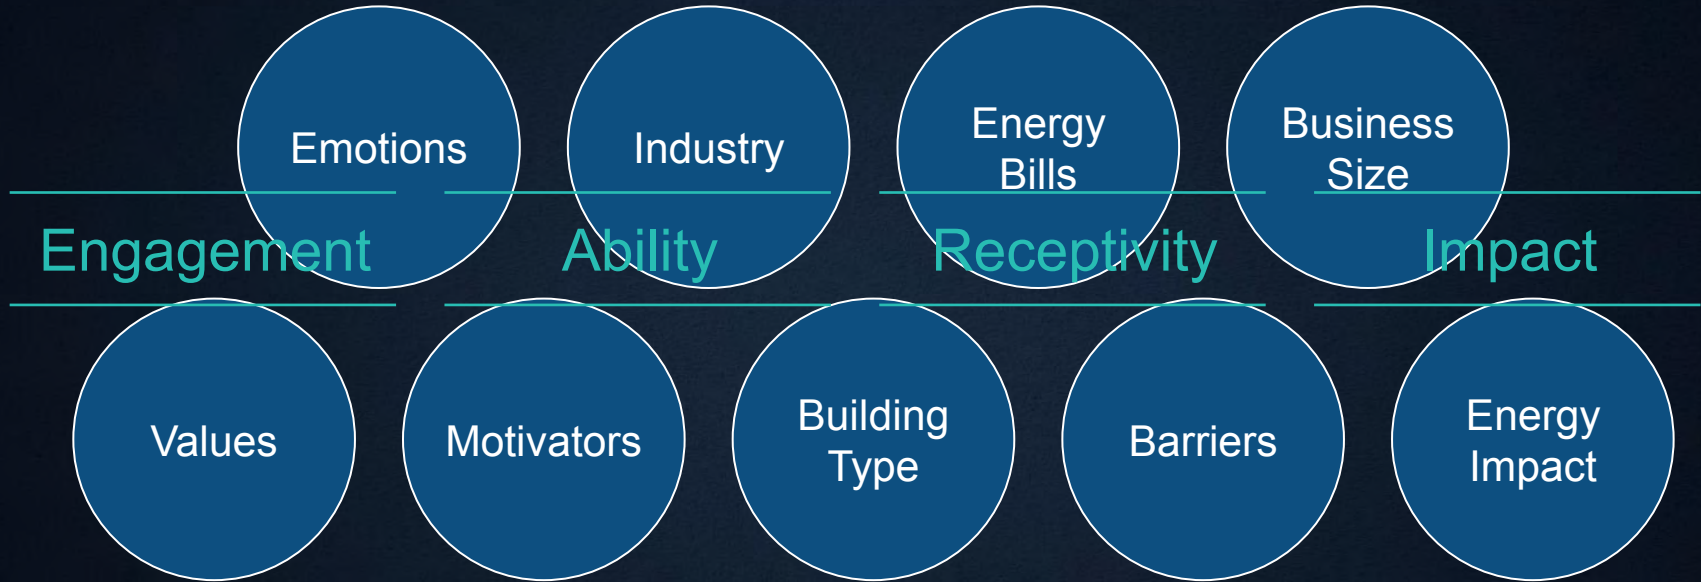 Emotions
Industry
Energy
Bills
Business
Size
Engagement
Ability
Receptivity
Impact
Values
Motivators
Building
Type
Barriers
Energy
Impact